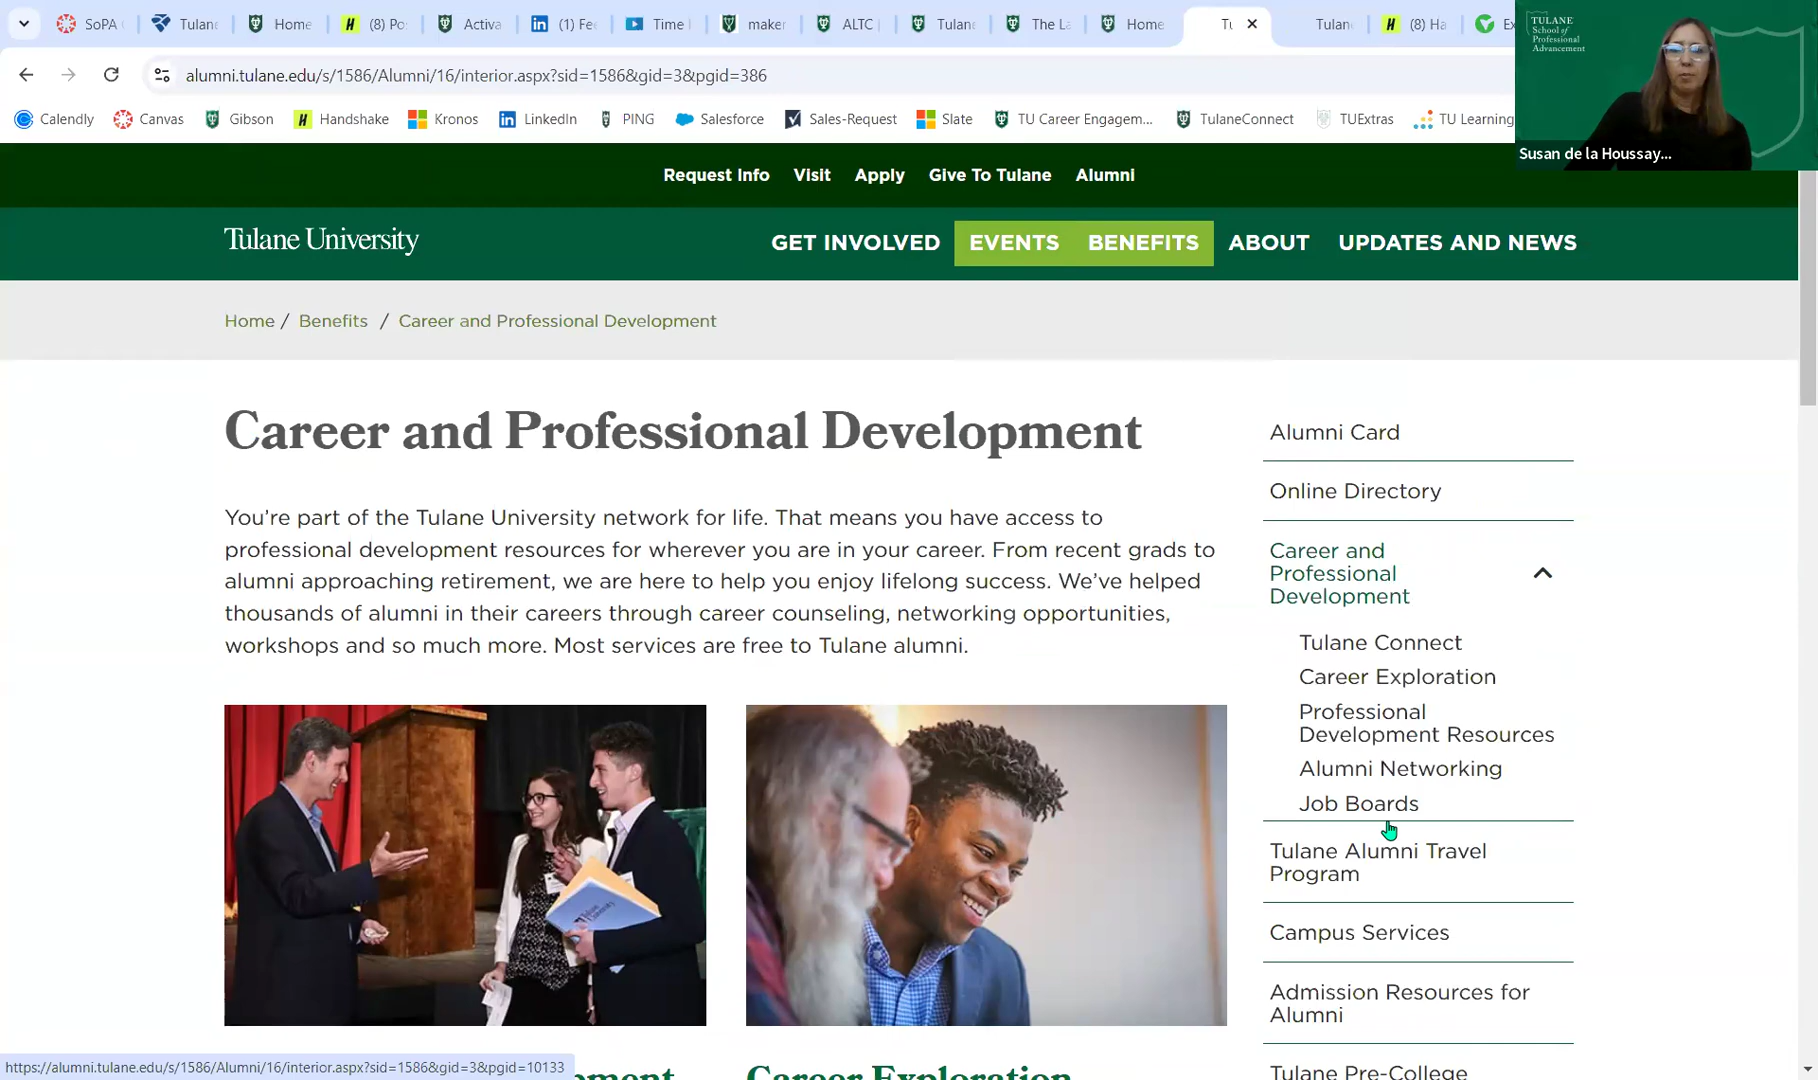 SoPA
Tulane
Home
(8) Po
Activa
(1) Fe
Time
maker
ALTC
Tulane
The La
Home
Tu
Tulane
(8) Ha
Ex
alumni.tulane.edu/s/1586/Alumni/16/interior.aspx?sid=1586&gid=3&pgid=386
Calendly
Canvas
Gibson
Handshake
Kronos
LinkedIn
PING
Salesforce
Sales-Request
Slate
TU Career Engagem...
TulaneConnect
TUExtras
TU Learning
TULANE
School of
Professional
Advancement
Susan de la Houssay...
Request Info Visit Apply Give To Tulane Alumni
Tulane University
GET INVOLVED EVENTS BENEFITS ABOUT UPDATES AND NEWS
Home / Benefits / Career and Professional Development
Career and Professional Development
You're part of the Tulane University network for life. That means you have access to
professional development resources for wherever you are in your career. From recent grads to
alumni approaching retirement, we are here to help you enjoy lifelong success. We've helped
thousands of alumni in their careers through career counseling, networking opportunities,
workshops and so much more. Most services are free to Tulane alumni.
Alumni Card
Online Directory
Career and
Professional
Development
Tulane Connect
Career Exploration
Professional
Development Resources
Alumni Networking
Job Boards
Tulane Alumni Travel
Program
Campus Services
Admission Resources for
Alumni
Tulane Pre-College
Career Exploration
https://alumni.tulane.edu/s/1586/Alumni/16/interior.aspx?sid=1586&gid=3&pgid=10133